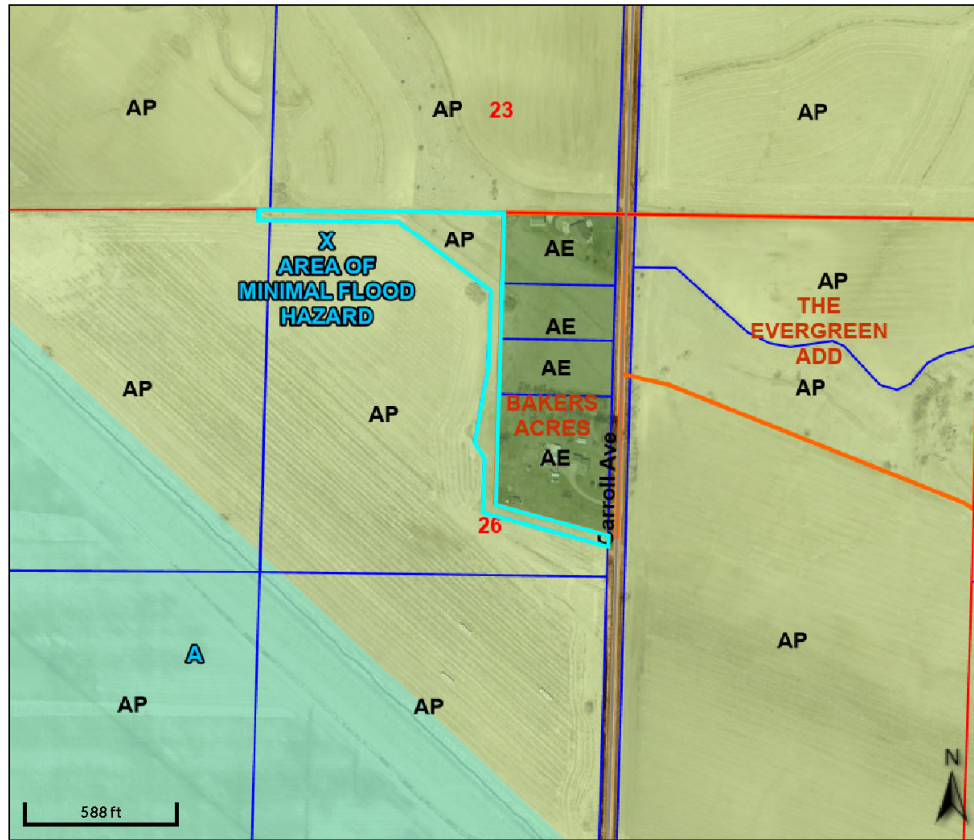 AP
AP
23
AP
AP
X
AREA OF
MINIMAL FLOOD
HAZARD
AE
AP
THE
EVERGREEN
ADD
AE
AE
AP
AP
AP
BAKERS
ACRES
AE
Carroll Ave
26
AP
A
AP
AP
N
588 ft